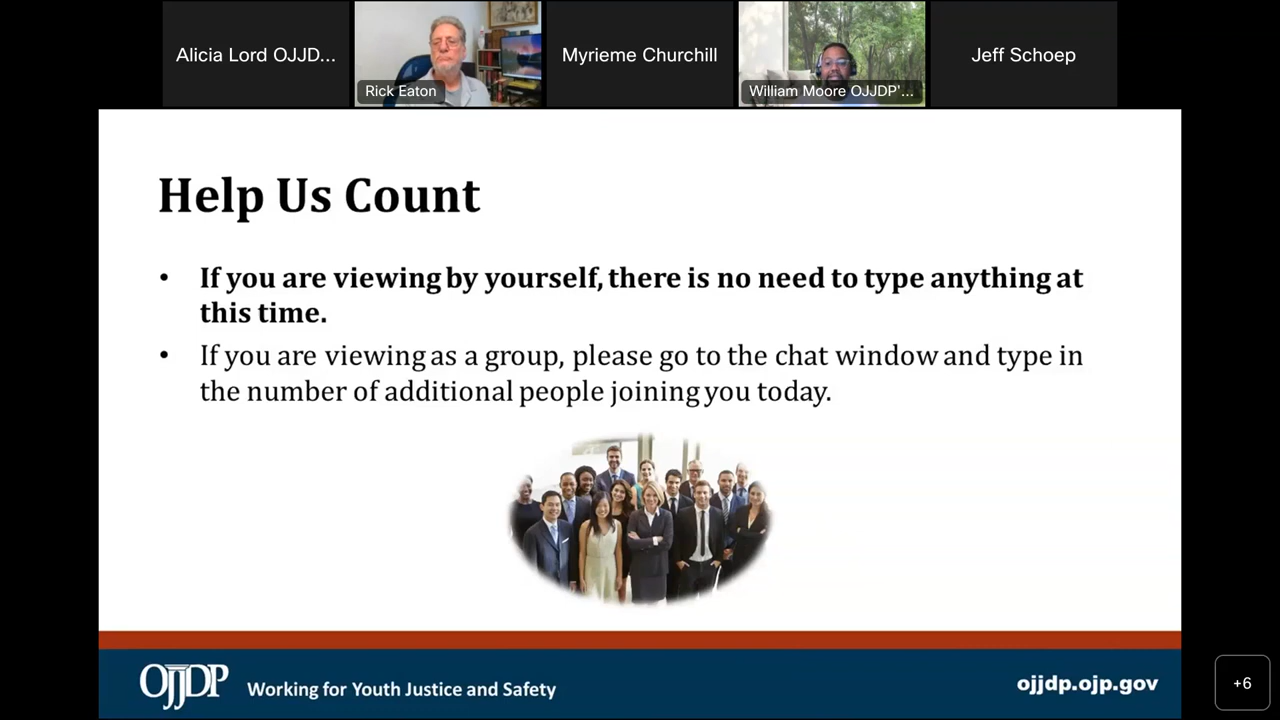 Alicia Lord OJJD...
Rick Eaton
Myrieme Churchill
William Moore OJJDP'...
Jeff Schoep
Help Us Count
• If you are viewing by yourself, there is no need to type anything at
this time.
• If you are viewing as a group, please go to the chat window and type in
the number of additional people joining you today.
OJJDP Working for Youth Justice and Safety
ojjdp.ojp.gov
+6